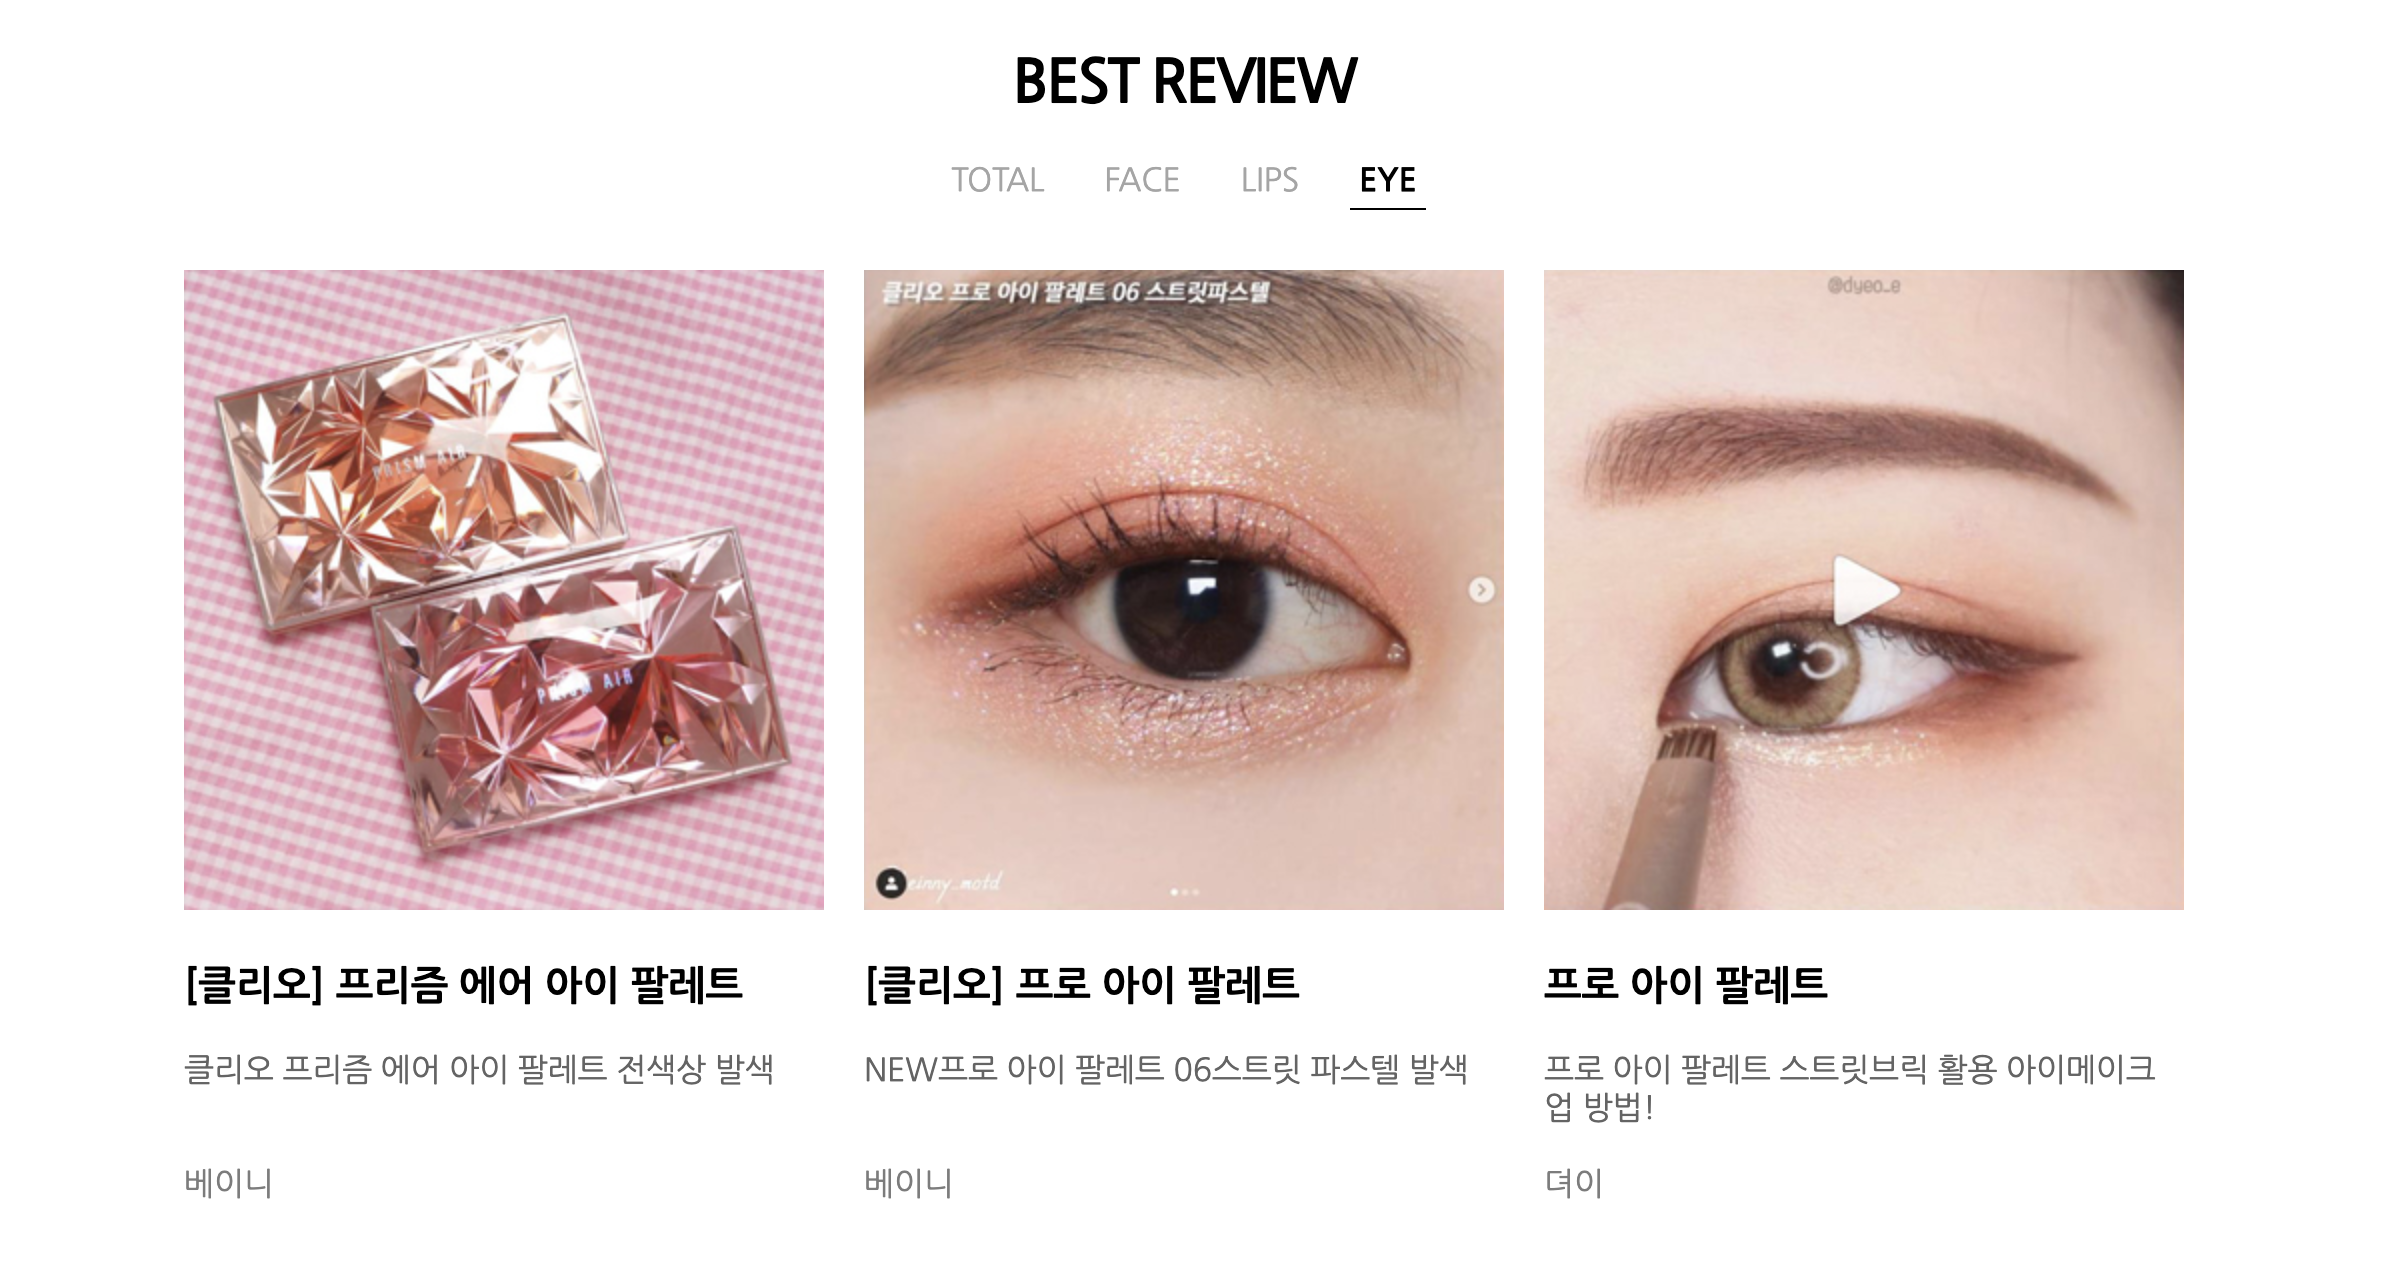 BEST REVIEW
TOTAL FACE LIPS EYE
PRISM AIR
PRISM AIR
클리오 프로 아이 팔레트 06 스트릿파스텔
einny_motd
@dyeo_e
[클리오] 프리즘 에어 아이 팔레트
클리오 프리즘 에어 아이 팔레트 전색상 발색
베이니
[클리오] 프로 아이 팔레트
NEW프로 아이 팔레트 06스트릿 파스텔 발색
베이니
프로 아이 팔레트
프로 아이 팔레트 스트릿브릭 활용 아이메이크
업 방법!
뎌이